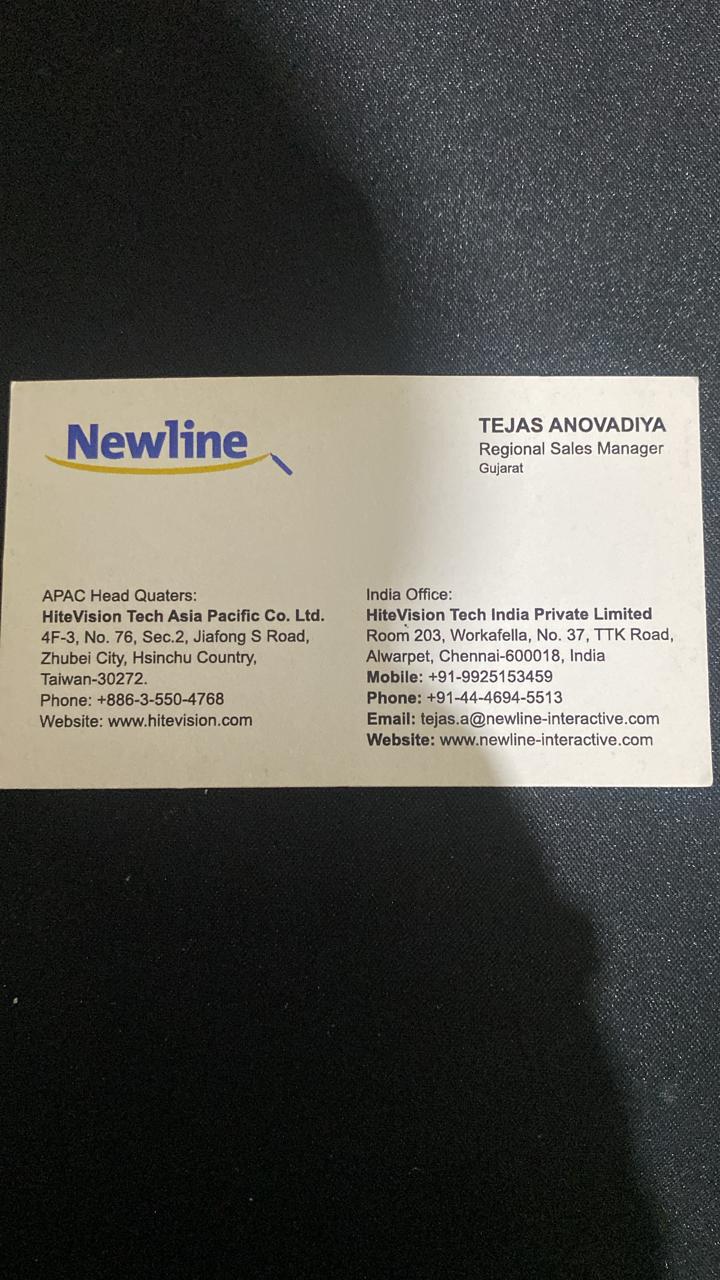 Newline
TEJAS ANOVADIYA
Regional Sales Manager
Gujarat
APAC Head Quaters:
HiteVision Tech Asia Pacific Co. Ltd.
4F-3, No. 76, Sec.2, Jiafong S Road,
Zhubei City, Hsinchu Country,
Taiwan-30272.
Phone: +886-3-550-4768
Website: www.hitevision.com
India Office:
HiteVision Tech India Private Limited
Room 203, Workafella, No. 37, TTK Road,
Alwarpet, Chennai-600018, India
Mobile: +91-9925153459
Phone: +91-44-4694-5513
Email: tejas.a@newline-interactive.com
Website: www.newline-interactive.com